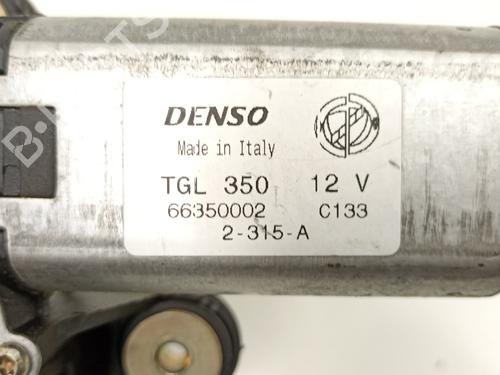 DENSO
Made in Italy
TGL 350 12 V
66350002 C133
2-315-A